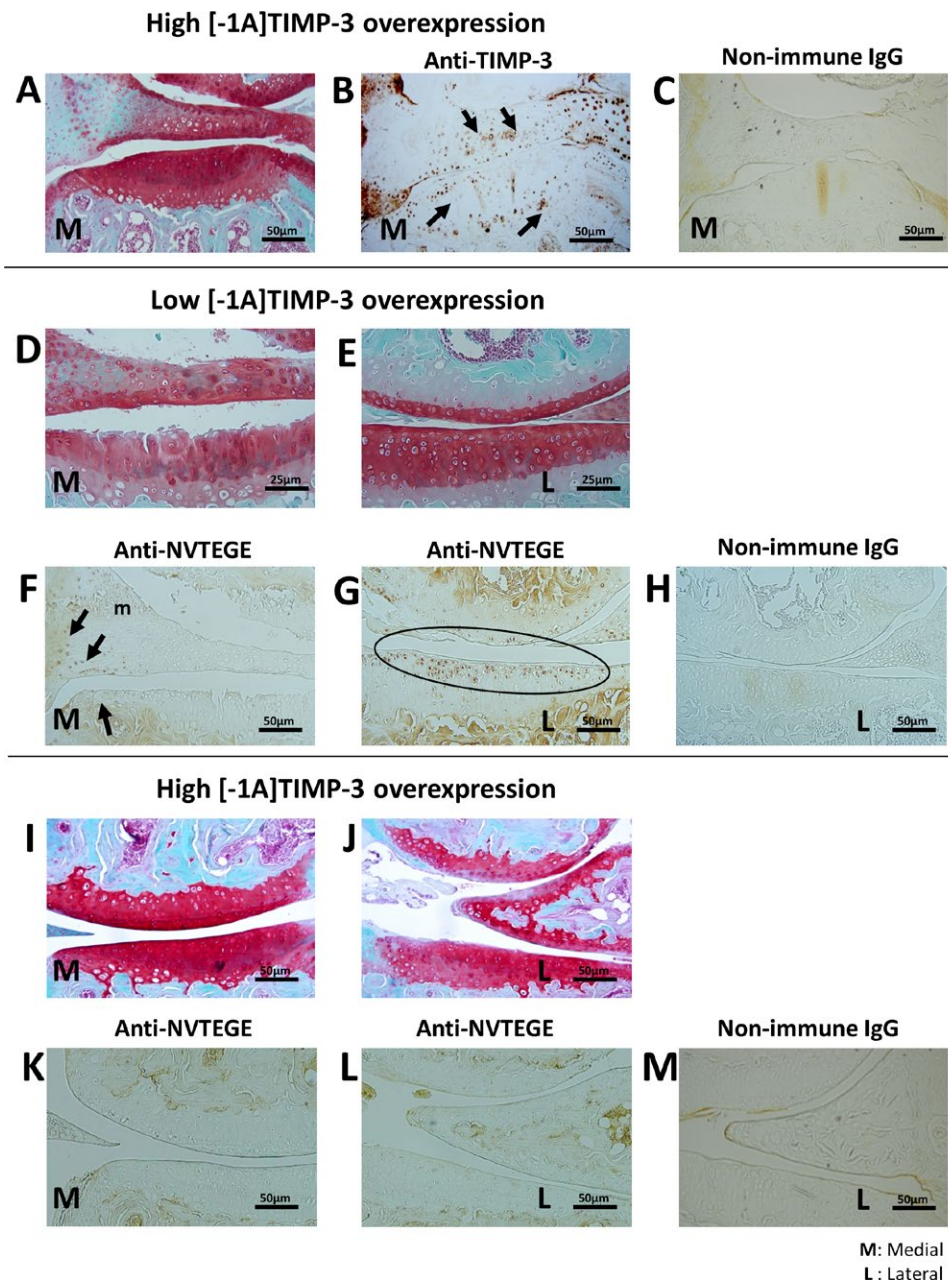 High [-1A]TIMP-3 overexpression
Anti-TIMP-3
Non-immune IgG
A
B
C
M
50µm
M
50µm
M
50µm
Low [-1A]TIMP-3 overexpression
D
E
M
25µm
L
25µm
Anti-NVTEGE
Anti-NVTEGE
Non-immune IgG
F
G
H
m
M
50µm
L
50µm
L
50µm
High [-1A]TIMP-3 overexpression
I
J
M
50µm
L
50µm
Anti-NVTEGE
Anti-NVTEGE
Non-immune IgG
K
L
M
M
50µm
L
50µm
L
50µm
M: Medial
L : Lateral